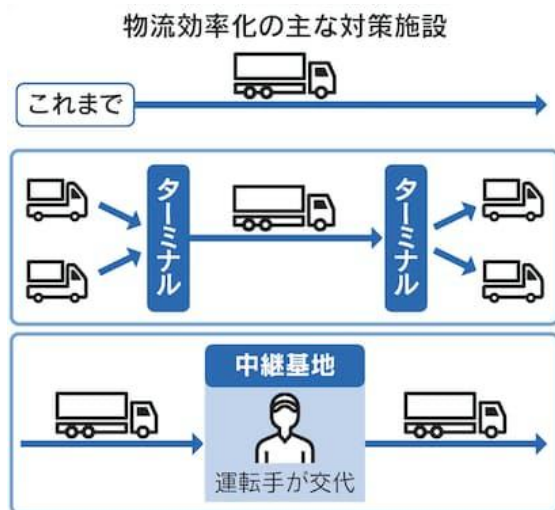 物流効率化の主な対策施設
これまで
ターミナル
ターミナル
中継基地
運転手が交代